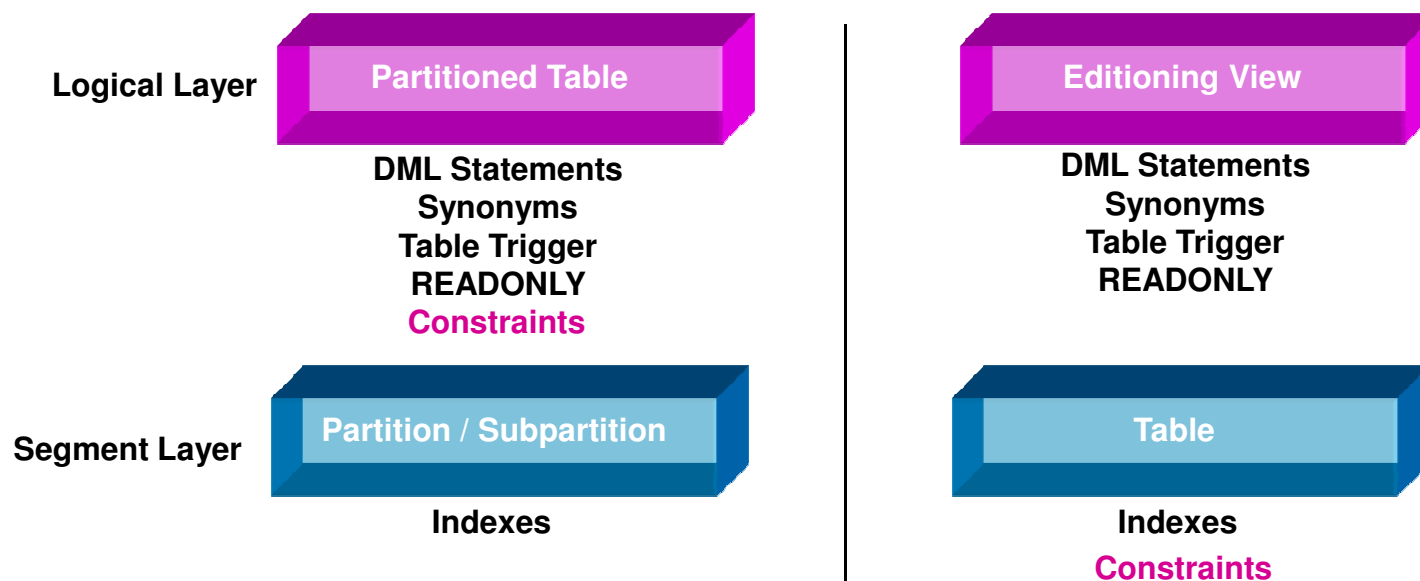 Logical Layer
Partitioned Table
DML Statements
Synonyms
Table Trigger
READONLY
Constraints
Segment Layer
Partition / Subpartition
Indexes
Editioning View
DML Statements
Synonyms
Table Trigger
READONLY
Table
Indexes
Constraints